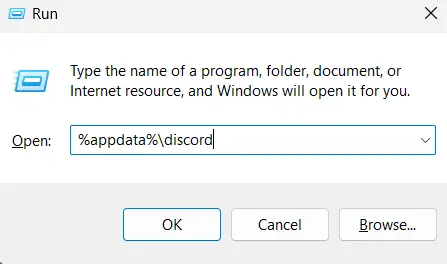 Run
Type the name of a program, folder, document, or
Internet resource, and Windows will open it for you.
Open: %appdata%\discord
OK Cancel Browse...